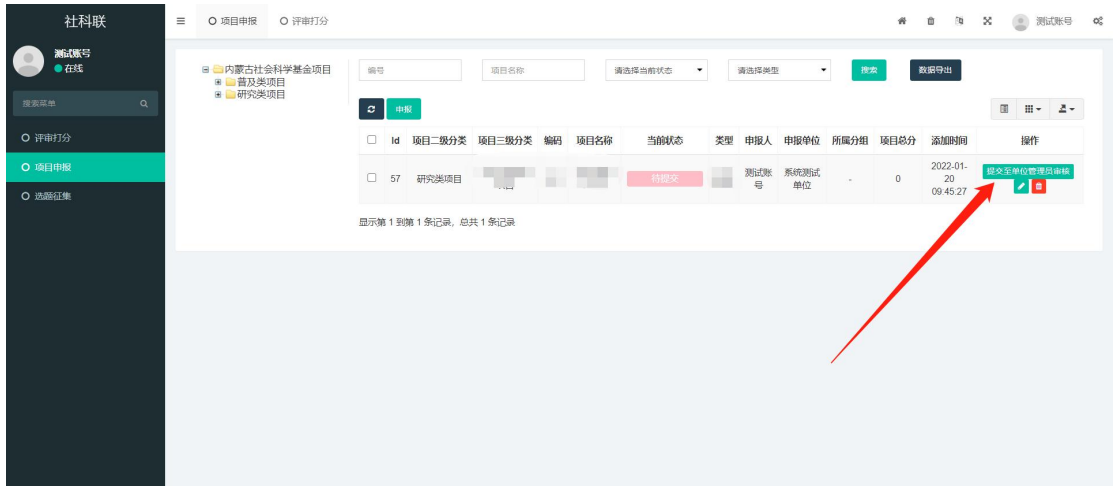 社科联
项目申报
评审打分
测试账号
测试账号
在线
搜索菜单
评审打分
项目申报
选题征集
内蒙古社会科学基金项目
普及类项目
研究类项目
编号
项目名称
请选择当前状态
请选择类型
搜索
数据导出
申报
Id 项目二级分类 项目三级分类 编码 项目名称 当前状态 类型 申报人 申报单位 所属分组 项目总分 添加时间 操作
57 研究类项目 待提交 测试账号 系统测试单位 - 0 2022-01-20 09:45:27 提交至单位管理员审核
显示第 1 到第 1 条记录，总共 1 条记录